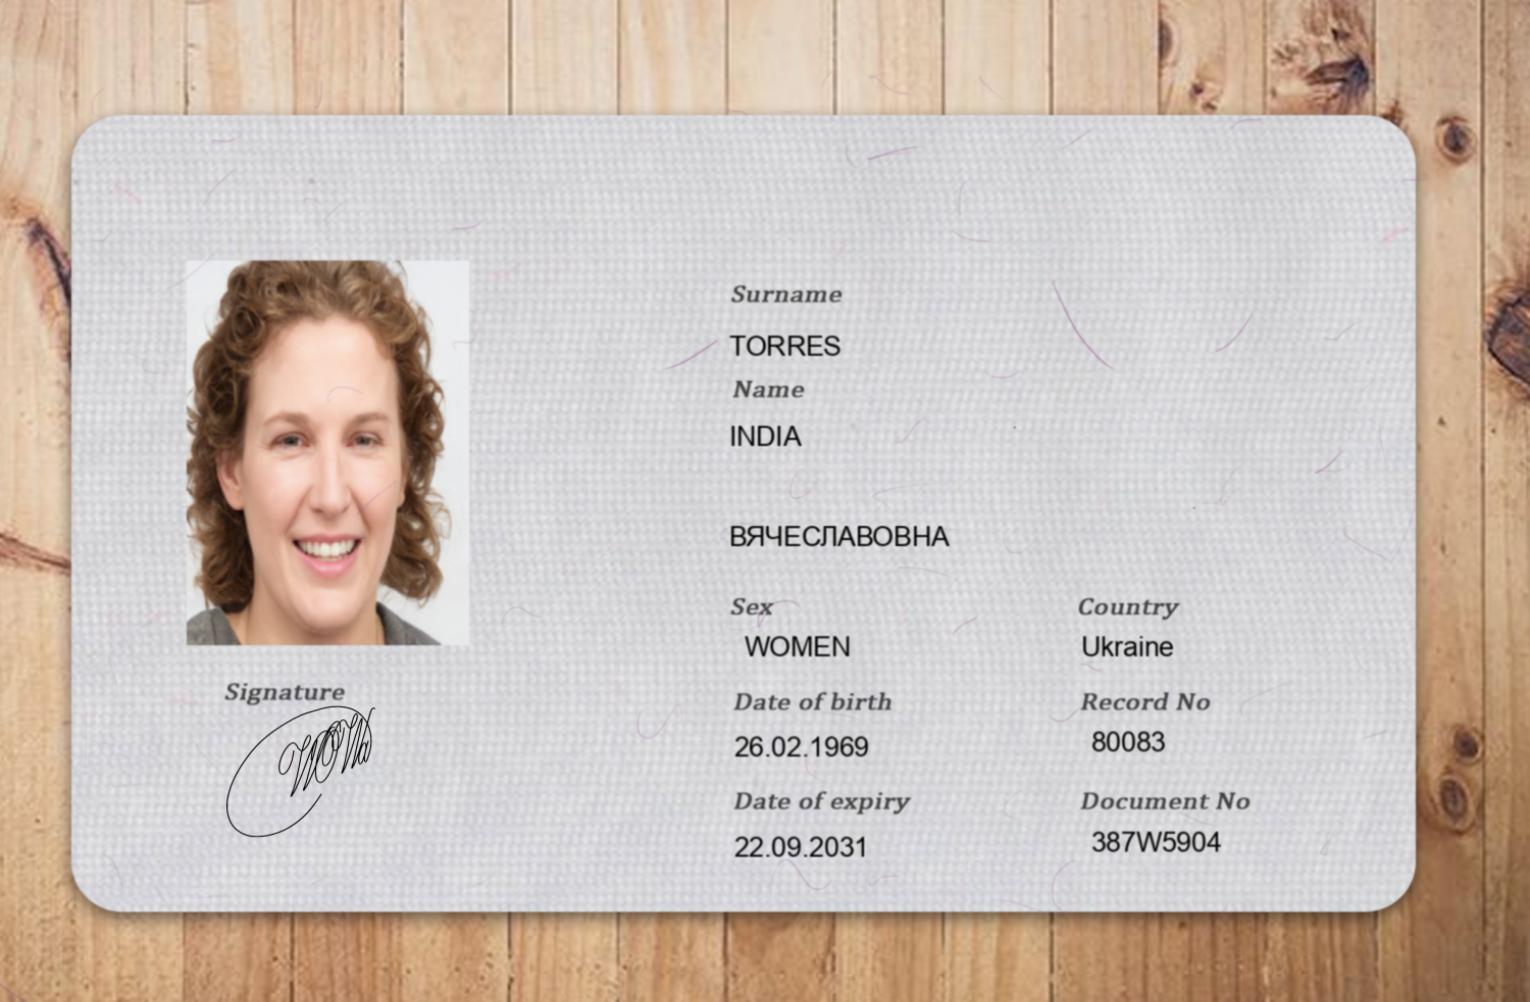 Surname
TORRES
Name
INDIA
ВЯЧЕСЛАВОВНА
Sex
Country
WOMEN
Ukraine
Date of birth
Record No
26.02.1969
80083
Date of expiry
Document No
22.09.2031
387W5904
Signature